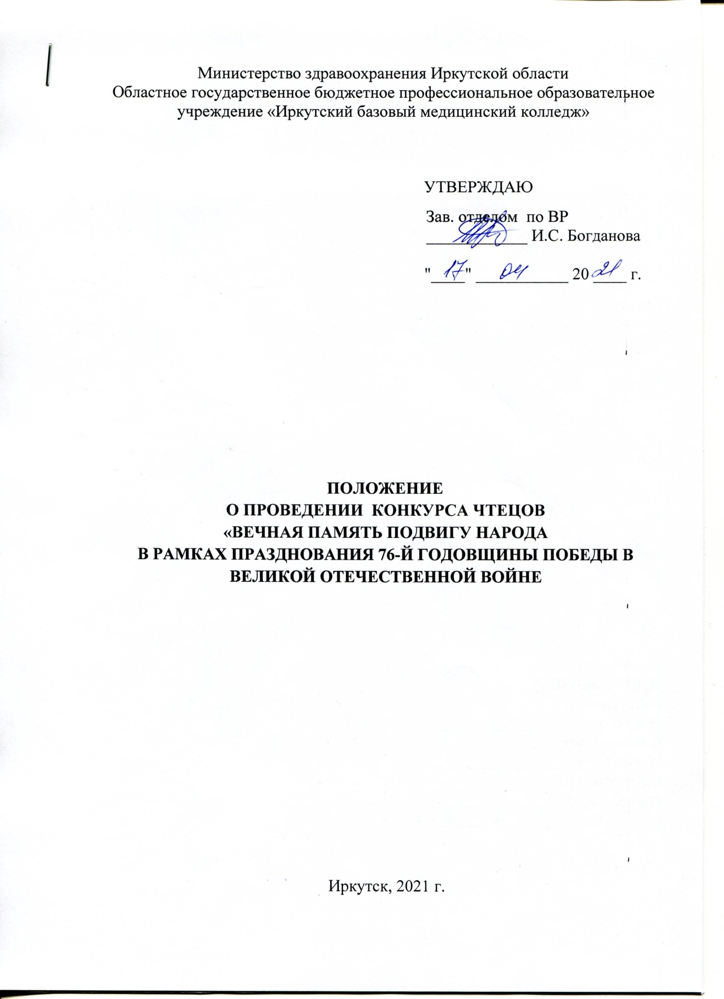 Министерство здравоохранения Иркутской области
Областное государственное бюджетное профессиональное образовательное
учреждение «Иркутский базовый медицинский колледж»
УТВЕРЖДАЮ
Зав. отделом по ВР
____________ И.С. Богданова
"17" 04 2021 г.
ПОЛОЖЕНИЕ
О ПРОВЕДЕНИИ КОНКУРСА ЧТЕЦОВ
«ВЕЧНАЯ ПАМЯТЬ ПОДВИГУ НАРОДА
В РАМКАХ ПРАЗДНОВАНИЯ 76-Й ГОДОВЩИНЫ ПОБЕДЫ В
ВЕЛИКОЙ ОТЕЧЕСТВЕННОЙ ВОЙНЕ
Иркутск, 2021 г.